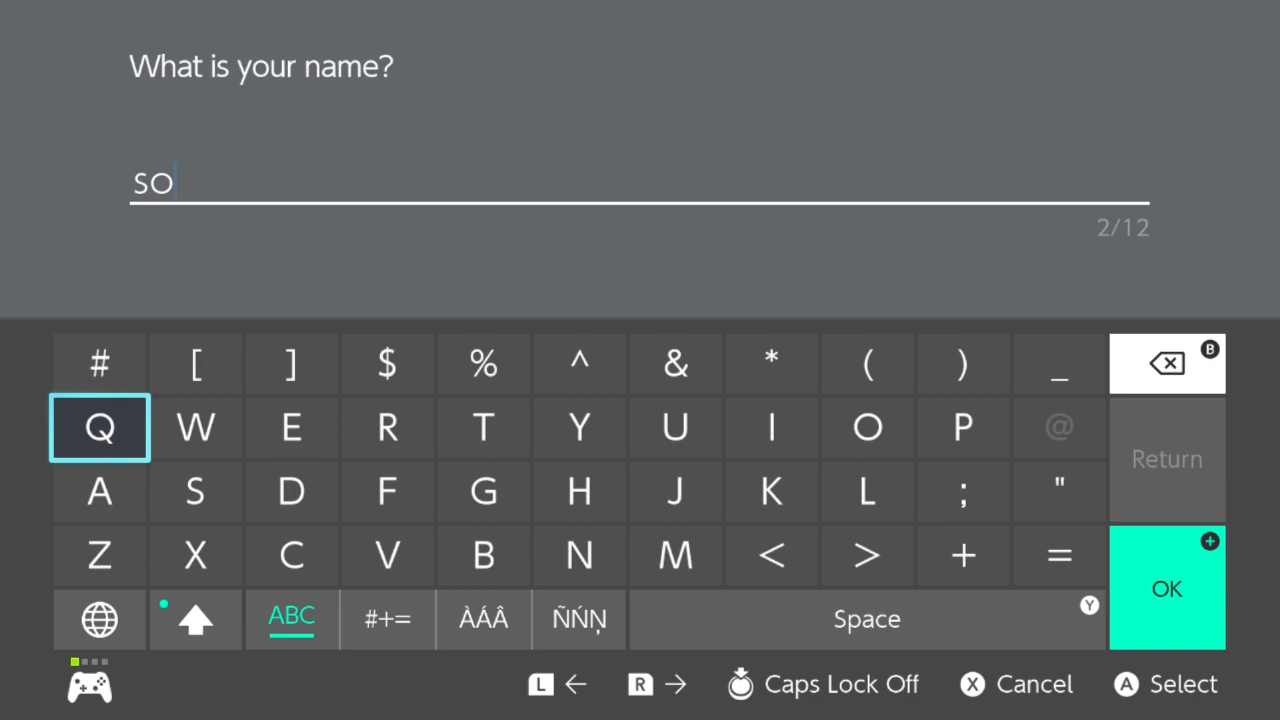 What is your name?
SO
2/12
# [ ] $ % ^ & * ( ) _ B
Q W E R T Y U I O P @
A S D F G H J K L ; " Return
Z X C V B N M < > + =
ABC #+= ÀÁÂ ÑŃŅ Space Y OK +
L ← R → Caps Lock Off X Cancel A Select